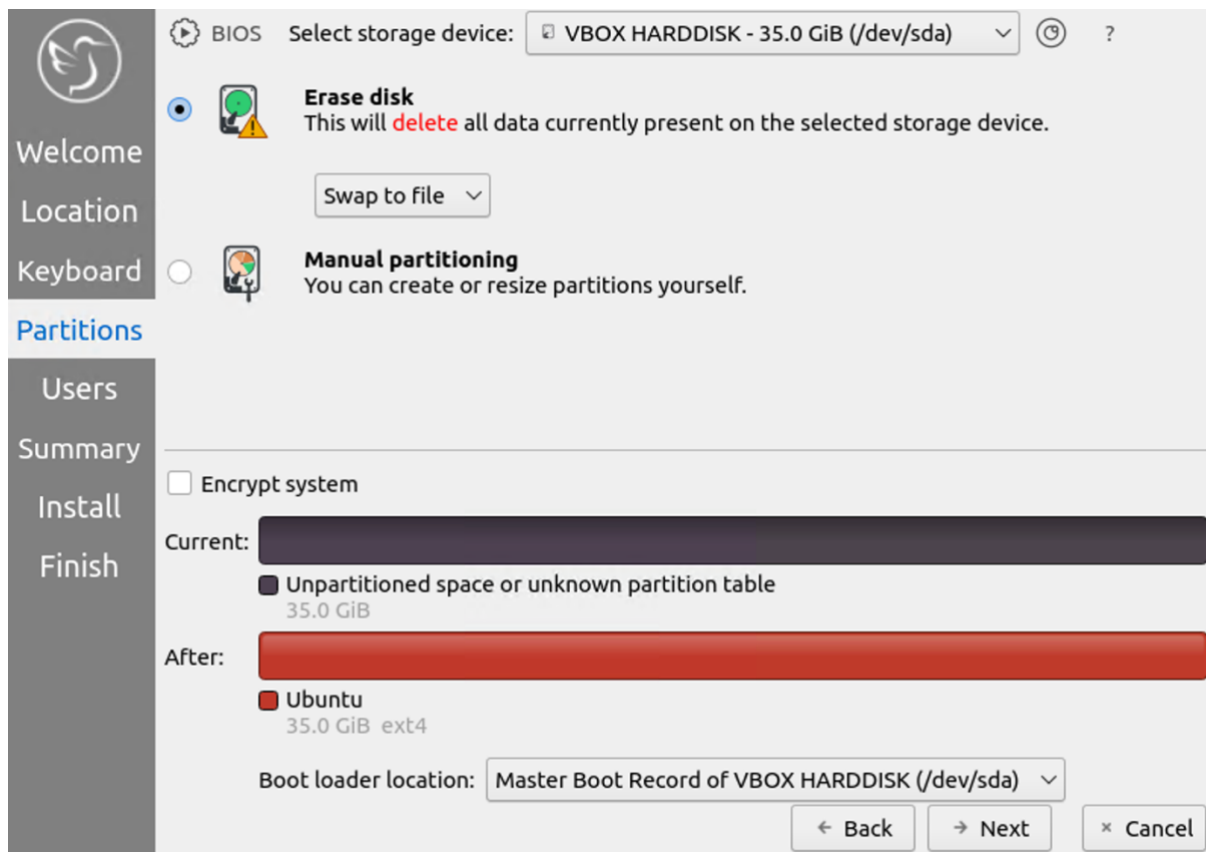 BIOS Select storage device: VBOX HARDDISK - 35.0 GiB (/dev/sda) ?
Erase disk
This will delete all data currently present on the selected storage device.
Swap to file
Manual partitioning
You can create or resize partitions yourself.
Welcome
Location
Keyboard
Partitions
Users
Summary
Install
Finish
Encrypt system
Current:
Unpartitioned space or unknown partition table
35.0 GiB
After:
Ubuntu
35.0 GiB ext4
Boot loader location: Master Boot Record of VBOX HARDDISK (/dev/sda)
Back Next Cancel